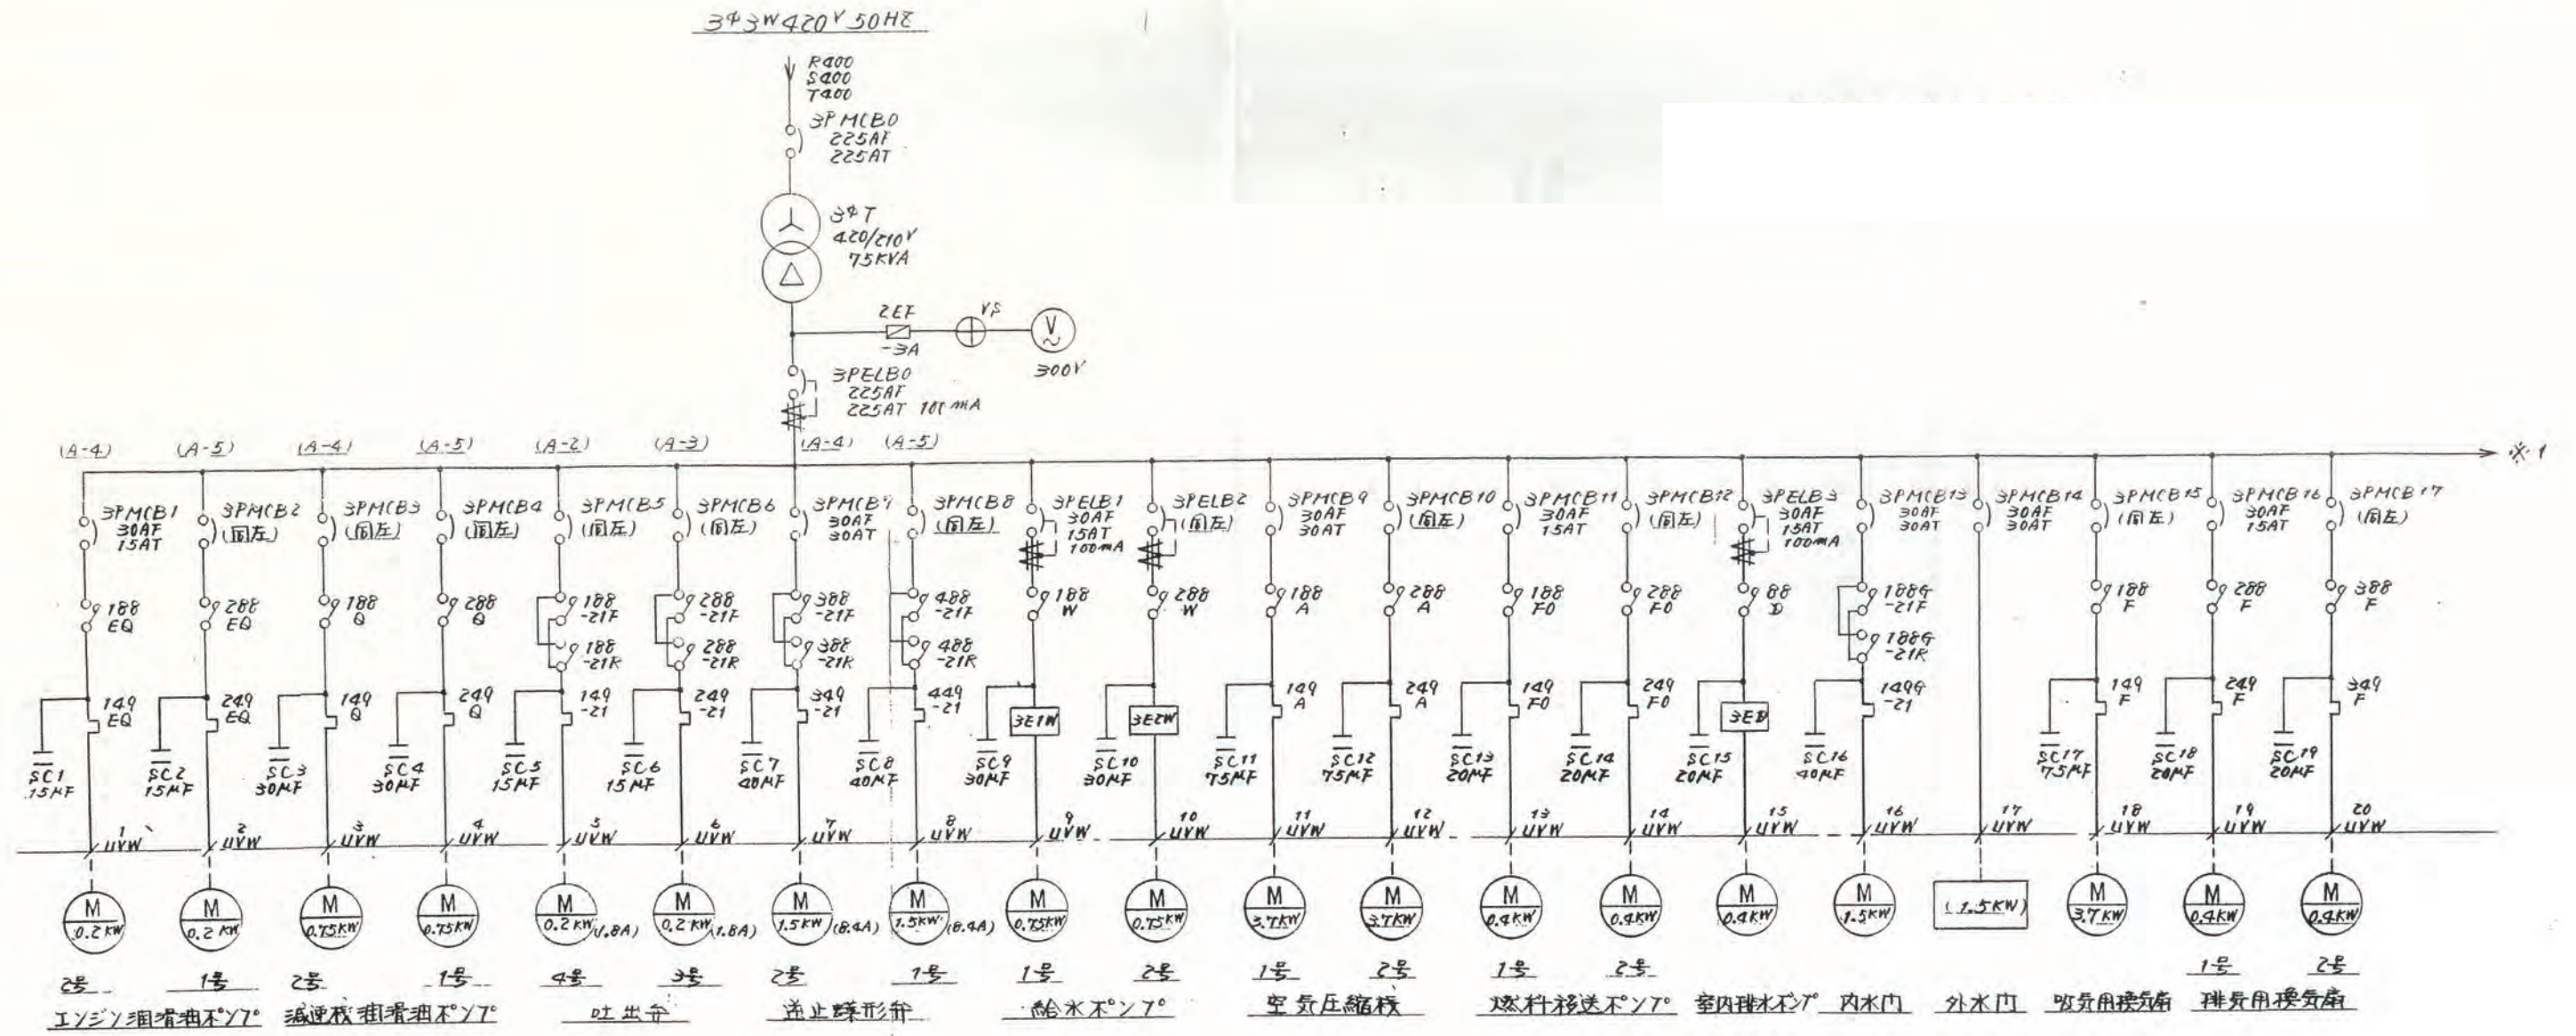 3Φ3W420V 50HZ
R400
S400
T400
3PMCB0
225AF
225AT
3ΦT
420/210V
75KVA
2EF
-3A
VS
V
300V
3PELB0
225AF
225AT 100mA
(A-4) (A-5) (A-4) (A-5) (A-2) (A-3) (A-4) (A-5)
※1
3PMCB1
30AF
15AT
3PMCB2
(同左)
3PMCB3
(同左)
3PMCB4
(同左)
3PMCB5
(同左)
3PMCB6
(同左)
3PMCB7
30AF
30AT
3PMCB8
(同左)
3PELB1
30AF
15AT
100mA
3PELB2
(同左)
3PMCB9
30AF
30AT
3PMCB10
(同左)
3PMCB11
30AF
15AT
3PMCB12
(同左)
3PELB3
30AF
15AT
100mA
3PMCB13
30AF
30AT
3PMCB14
30AF
30AT
3PMCB15
(同左)
3PMCB16
30AF
15AT
3PMCB17
(同左)
188
EQ
288
EQ
188
Q
288
Q
188
-21F
188
-21R
288
-21F
288
-21R
388
-21F
388
-21R
488
-21F
488
-21R
188
W
288
W
188
A
288
A
188
FO
288
FO
88
D
188G
-21F
188G
-21R
188
F
288
F
388
F
149
EQ
249
EQ
149
Q
249
Q
149
-21
249
-21
349
-21
449
-21
3E1W
3E2W
149
A
249
A
149
FO
249
FO
3ED
149G
-21
149
F
249
F
349
F
SC1
15μF
SC2
15μF
SC3
30μF
SC4
30μF
SC5
15μF
SC6
15μF
SC7
40μF
SC8
40μF
SC9
30μF
SC10
30μF
SC11
75μF
SC12
75μF
SC13
20μF
SC14
20μF
SC15
20μF
SC16
40μF
SC17
75μF
SC18
20μF
SC19
20μF
1 2 3 4 5 6 7 8 9 10 11 12 13 14 15 16 17 18 19 20
UVW UVW UVW UVW UVW UVW UVW UVW UVW UVW UVW UVW UVW UVW UVW UVW UVW UVW UVW UVW
M M M M M M M M M M M M M M M M M M M
0.2KW 0.2KW 0.75KW 0.75KW 0.2KW (1.8A) 0.2KW (1.8A) 1.5KW (8.4A) 1.5KW (8.4A) 0.75KW 0.75KW 3.7KW 3.7KW 0.4KW 0.4KW 0.4KW 1.5KW (1.5KW) 3.7KW 0.4KW 0.4KW
2号 1号 2号 1号 4号 3号 2号 1号 1号 2号 1号 2号 1号 2号 1号 2号
エンジン潤滑油ポンプ 減速機潤滑油ポンプ 吐出弁 逆止蝶形弁 給水ポンプ 空気圧縮機 燃料移送ポンプ 室内排水ポンプ 内水門 外水門 吸気用換気扇 排気用換気扇